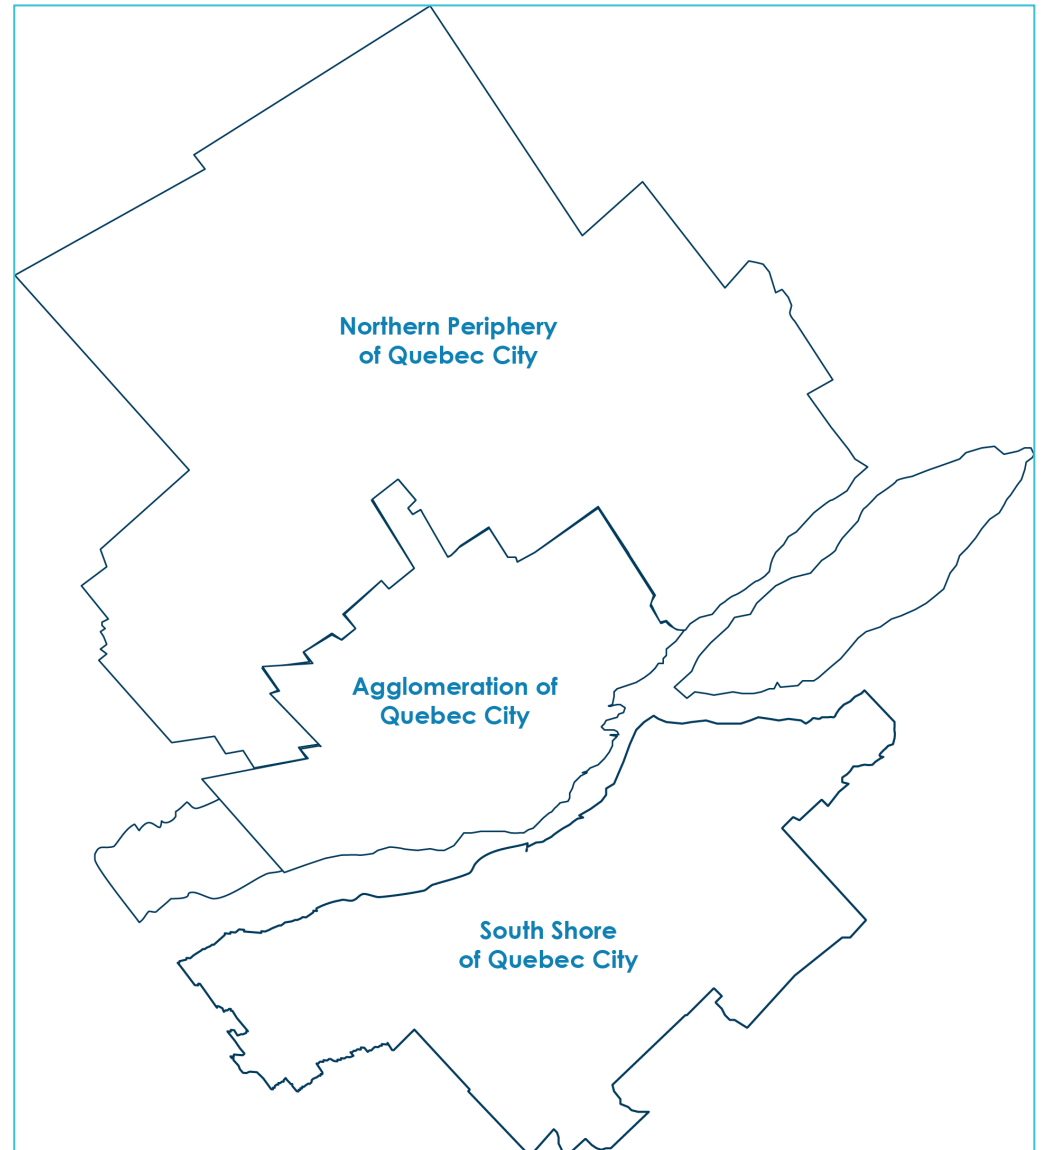 Northern Periphery
of Quebec City
Agglomeration of
Quebec City
South Shore
of Quebec City